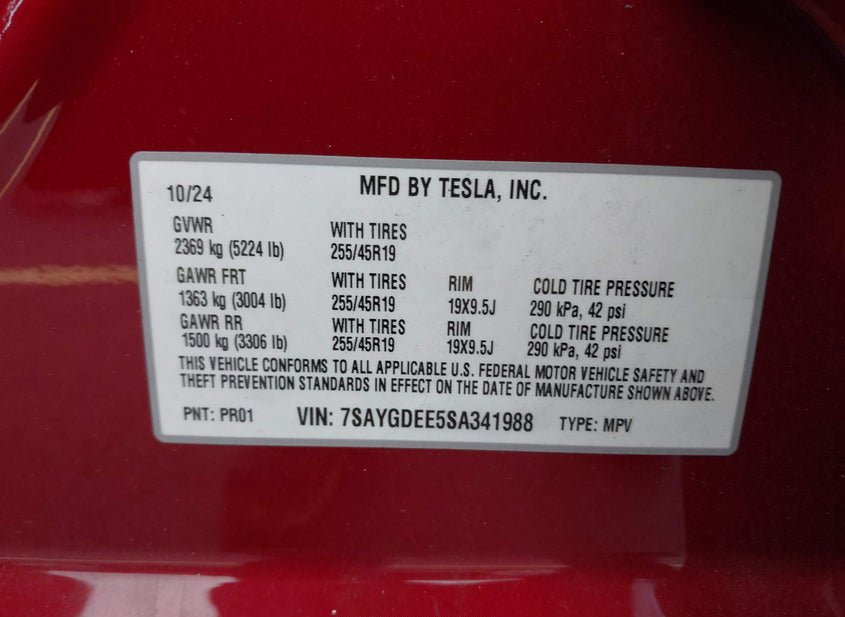 10/24 MFD BY TESLA, INC.
GVWR WITH TIRES
2369 kg (5224 lb) 255/45R19
GAWR FRT WITH TIRES RIM COLD TIRE PRESSURE
1363 kg (3004 lb) 255/45R19 19X9.5J 290 kPa, 42 psi
GAWR RR WITH TIRES RIM COLD TIRE PRESSURE
1500 kg (3306 lb) 255/45R19 19X9.5J 290 kPa, 42 psi
THIS VEHICLE CONFORMS TO ALL APPLICABLE U.S. FEDERAL MOTOR VEHICLE SAFETY AND
THEFT PREVENTION STANDARDS IN EFFECT ON THE DATE OF MANUFACTURE SHOWN ABOVE.
PNT: PR01 VIN: 7SAYGDEE5SA341988 TYPE: MPV